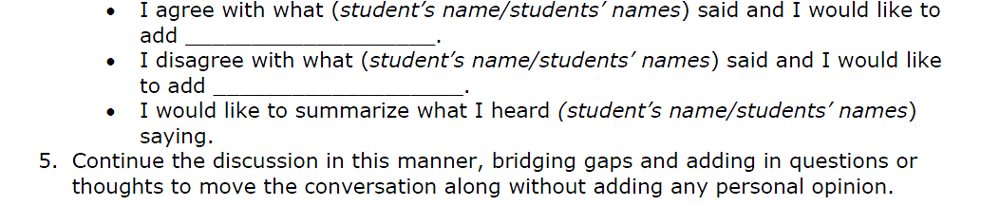 • I agree with what (student’s name/students’ names) said and I would like to
add ______________________.
• I disagree with what (student’s name/students’ names) said and I would like
to add ______________________.
• I would like to summarize what I heard (student’s name/students’ names)
saying.
5. Continue the discussion in this manner, bridging gaps and adding in questions or
thoughts to move the conversation along without adding any personal opinion.